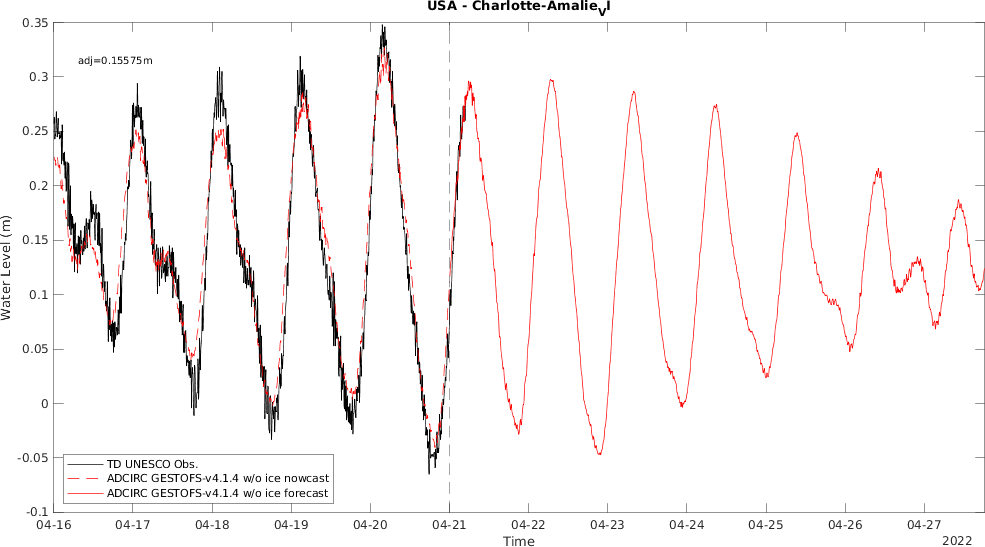 USA - Charlotte-AmalieVI
adj=0.15575m
0.35
0.3
0.25
0.2
0.15
0.1
0.05
0
-0.05
-0.1
Water Level (m)
TD UNESCO Obs.
ADCIRC GESTOFS-v4.1.4 w/o ice nowcast
ADCIRC GESTOFS-v4.1.4 w/o ice forecast
04-16 04-17 04-18 04-19 04-20 04-21 04-22 04-23 04-24 04-25 04-26 04-27
Time
2022